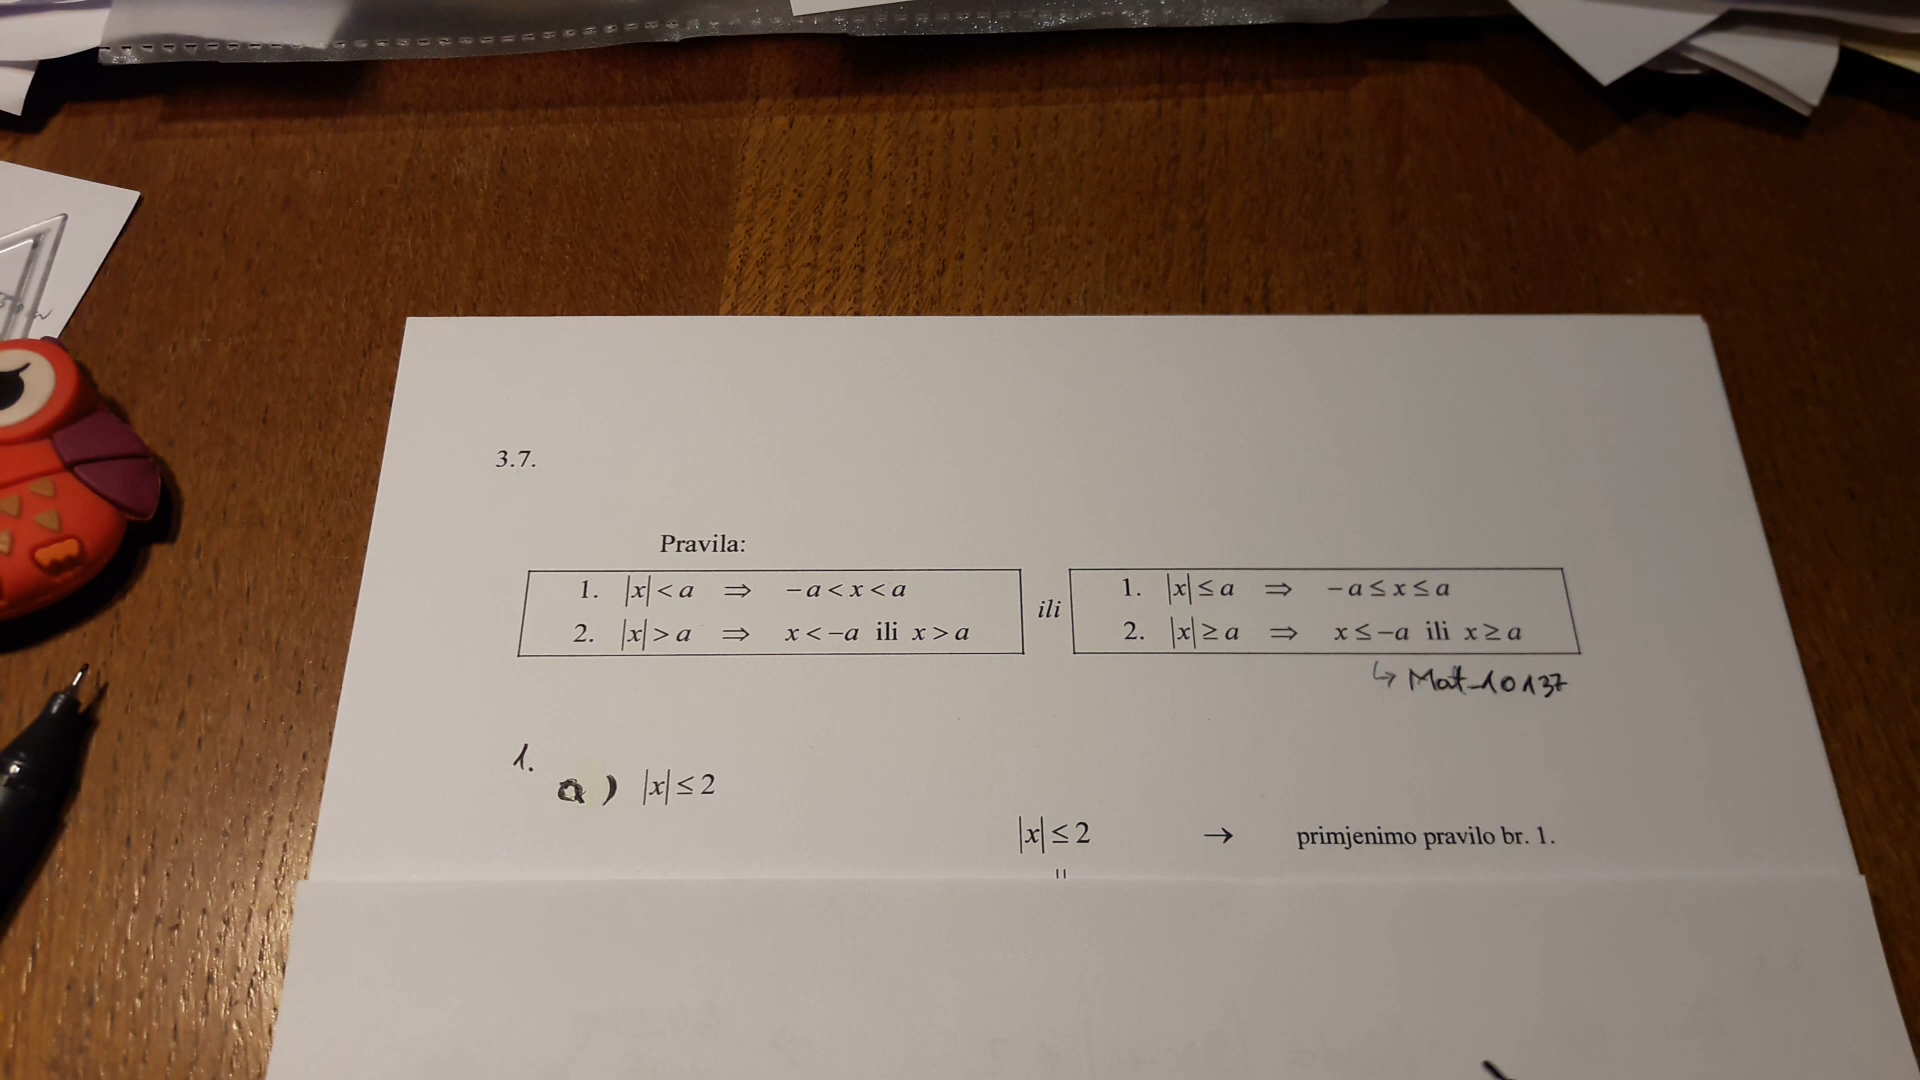 3.7.
Pravila:
1. |x| < a ⇒ −a < x < a
2. |x| > a ⇒ x < −a ili x > a
ili
1. |x| ≤ a ⇒ −a ≤ x ≤ a
2. |x| ≥ a ⇒ x ≤ −a ili x ≥ a
↳ Mat-10137
1.
a) |x| ≤ 2
|x| ≤ 2 → primjenimo pravilo br. 1.